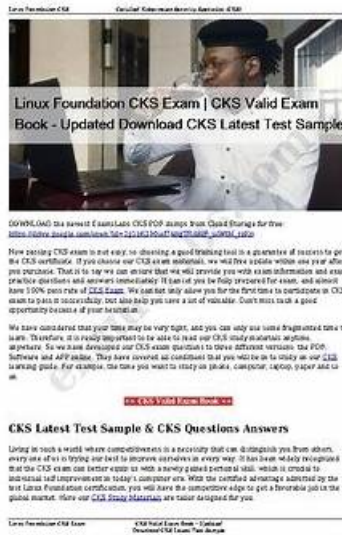 Linux Foundation CKS
Linux Foundation CKS Exam | CKS Valid Exam
Book - Updated Download CKS Latest Test Sample
DOWNLOAD the newest ExamsLabs CKS PDF dumps from Cloud Storage for free:
Now passing CKS exam is not easy, so choosing a good training tool is a guarantee of success to get
the CKS certificate. If you choose our CKS exam materials, we will free update within one year after
you purchase. That is to say we can ensure that we will provide you with exam information and exam
practice questions and answers immediately. It can let you be fully prepared for exam, and almost
have 100% pass rate of CKS Exam. We can not only allow you for the first time to participate in CKS
exam to pass it successfully, but also help you save a lot of valuable. Don't miss such a good
opportunity because of your hesitation.
We have considered that your time may be very tight, and you can only use some fragmented time to
learn. Therefore, it is really important to be able to read our CKS study materials anytime,
anywhere. So we have developed our CKS exam questions to three different versions: the PDF,
Software and APP online. They have covered all conditions that you will be in to study on our CKS
learning guide. For example, the time you want to study on phone, computer, laptop, paper and so
on.
>> CKS Valid Exam Book <<
CKS Latest Test Sample & CKS Questions Answers
Living in such a world where competitiveness is a necessity that can distinguish you from others,
every one of us is trying our best to improve ourselves in every way. It has been widely recognized
that the CKS exam can better equip us with a newly gained personal skill, which is crucial to
individual self-improvement in today's computer era. With the certified advantage admitted by the
test Linux Foundation certification, you will have the competitive edge to get a favorable job in the
global market. Here our CKS Study Materials are tailor designed for you.
Linux Foundation CKS Exam
CKS Valid Exam Book - Updated
Download CKS Latest Test Sample